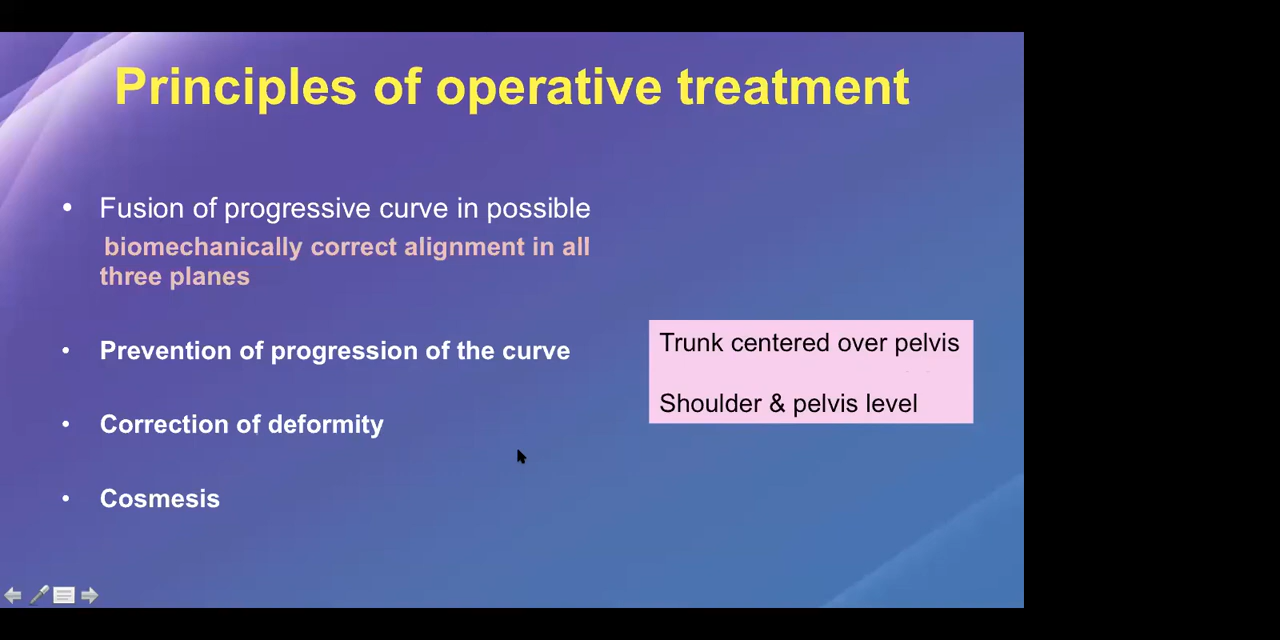 Principles of operative treatment
• Fusion of progressive curve in possible
biomechanically correct alignment in all
three planes
• Prevention of progression of the curve
• Correction of deformity
• Cosmesis
Trunk centered over pelvis
Shoulder & pelvis level